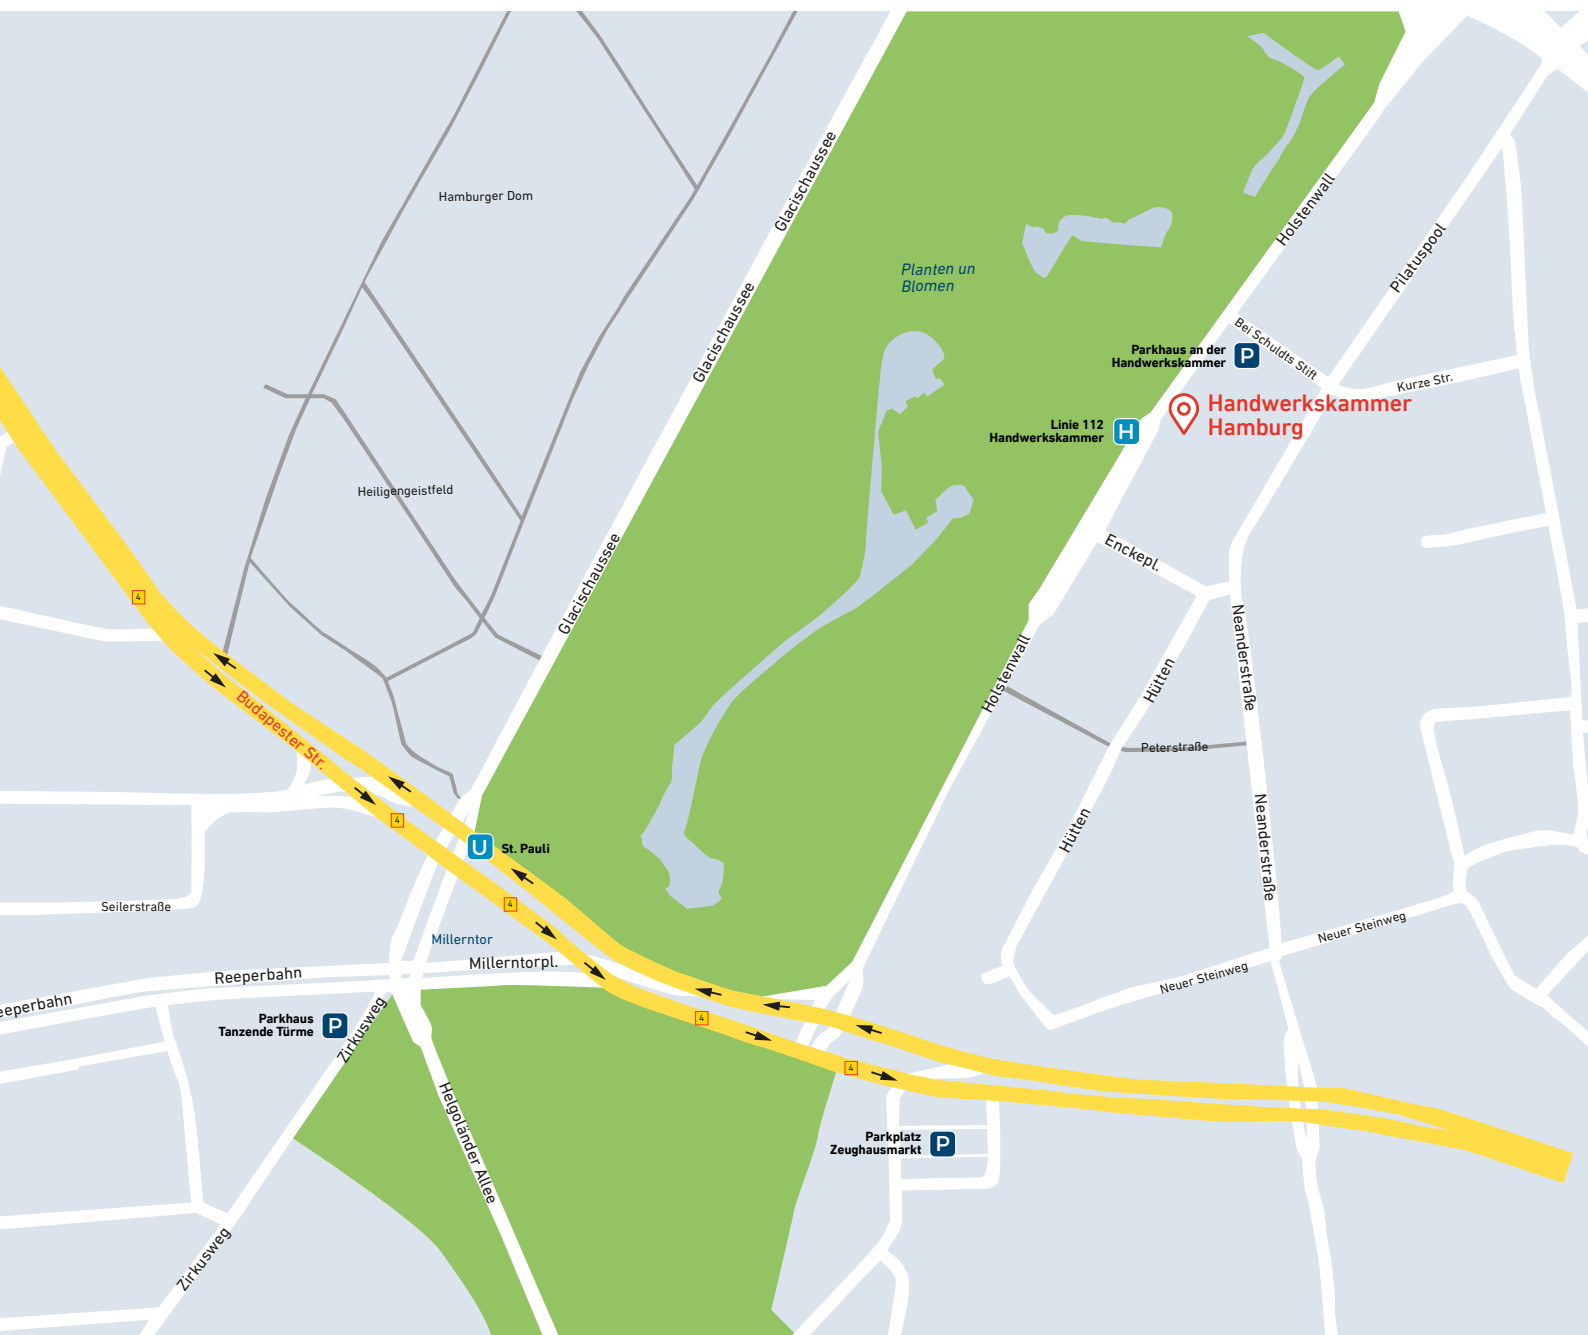 Glacischaussee
Hamburger Dom
Holstenwall
Pilatuspool
Planten un
Blomen
Glacischaussee
Bei Schuldts Stift
Parkhaus an der
Handwerkskammer
P
Kurze Str.
Handwerkskammer
Hamburg
Linie 112
Handwerkskammer
H
Heiligengeistfeld
Glacischaussee
Enckepl.
4
Neanderstraße
Holstenwall
Hütten
Budapester Str.
Peterstraße
4
Hütten
Neanderstraße
U
St. Pauli
Seilerstraße
4
Millerntor
Neuer Steinweg
Millerntorpl.
Reeperbahn
Neuer Steinweg
eeperbahn
Parkhaus
Tanzende Türme
P
Zirkusweg
4
4
Helgoländer Allee
Parkplatz
Zeughausmarkt
P
Zirkusweg